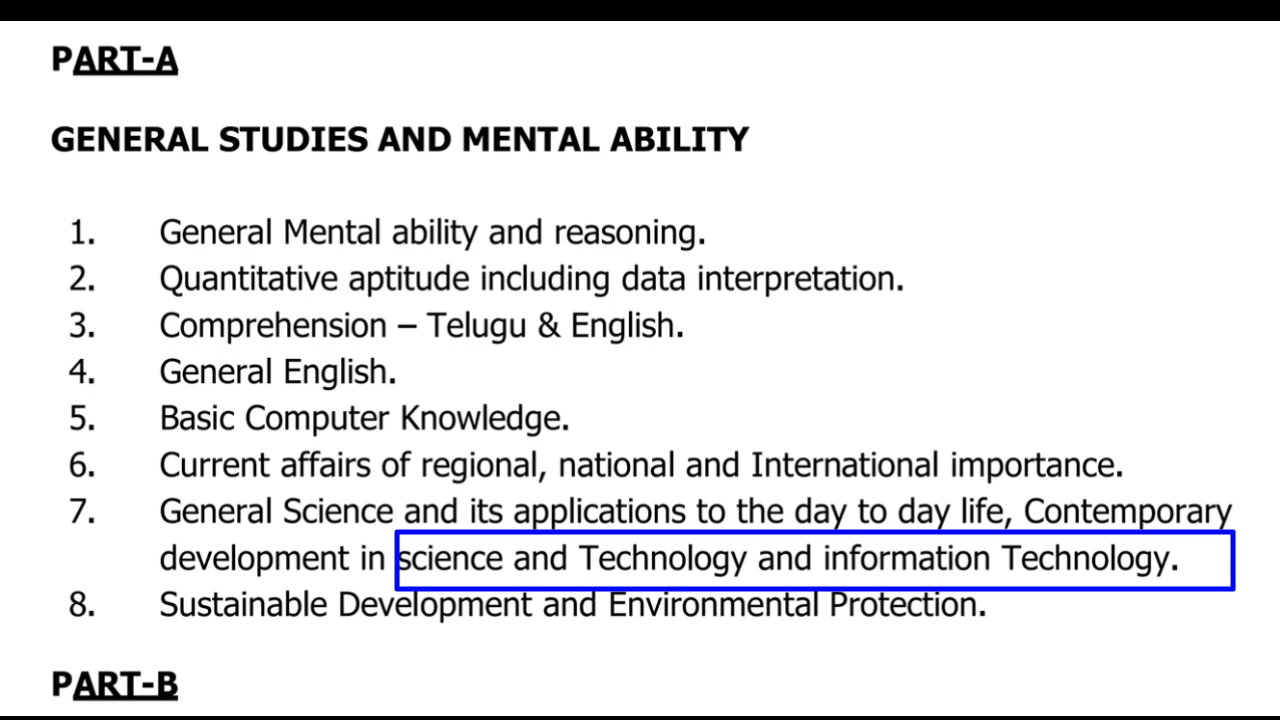 PART-A
GENERAL STUDIES AND MENTAL ABILITY
1. General Mental ability and reasoning.
2. Quantitative aptitude including data interpretation.
3. Comprehension – Telugu & English.
4. General English.
5. Basic Computer Knowledge.
6. Current affairs of regional, national and International importance.
7. General Science and its applications to the day to day life, Contemporary
development in science and Technology and information Technology.
8. Sustainable Development and Environmental Protection.
PART-B